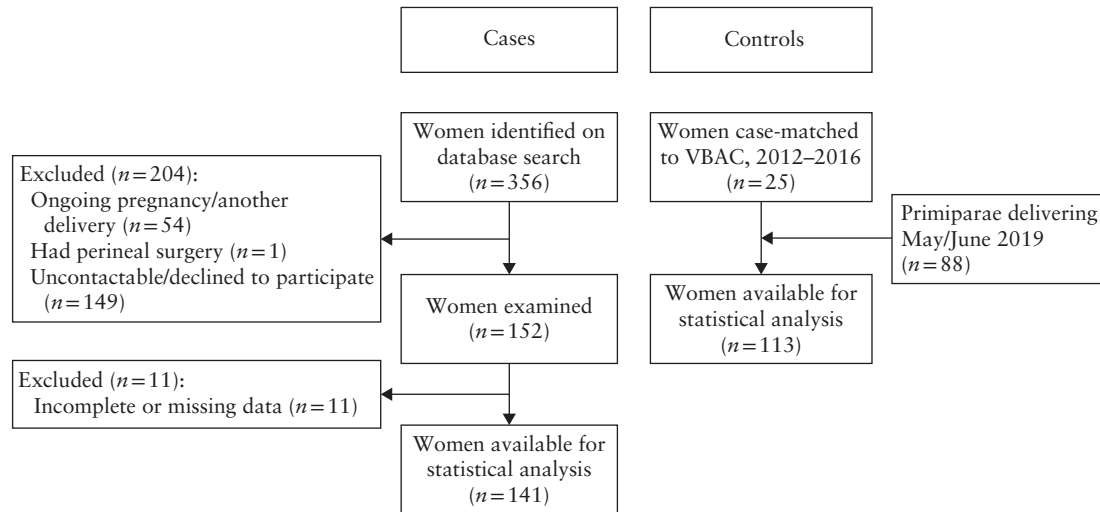 Cases
Controls
Women identified on
database search
(n=356)
Women case-matched
to VBAC, 2012–2016
(n=25)
Excluded (n=204):
Ongoing pregnancy/another
delivery (n=54)
Had perineal surgery (n=1)
Uncontactable/declined to participate
(n=149)
Primiparae delivering
May/June 2019
(n=88)
Women examined
(n=152)
Women available for
statistical analysis
(n=113)
Excluded (n=11):
Incomplete or missing data (n=11)
Women available for
statistical analysis
(n=141)